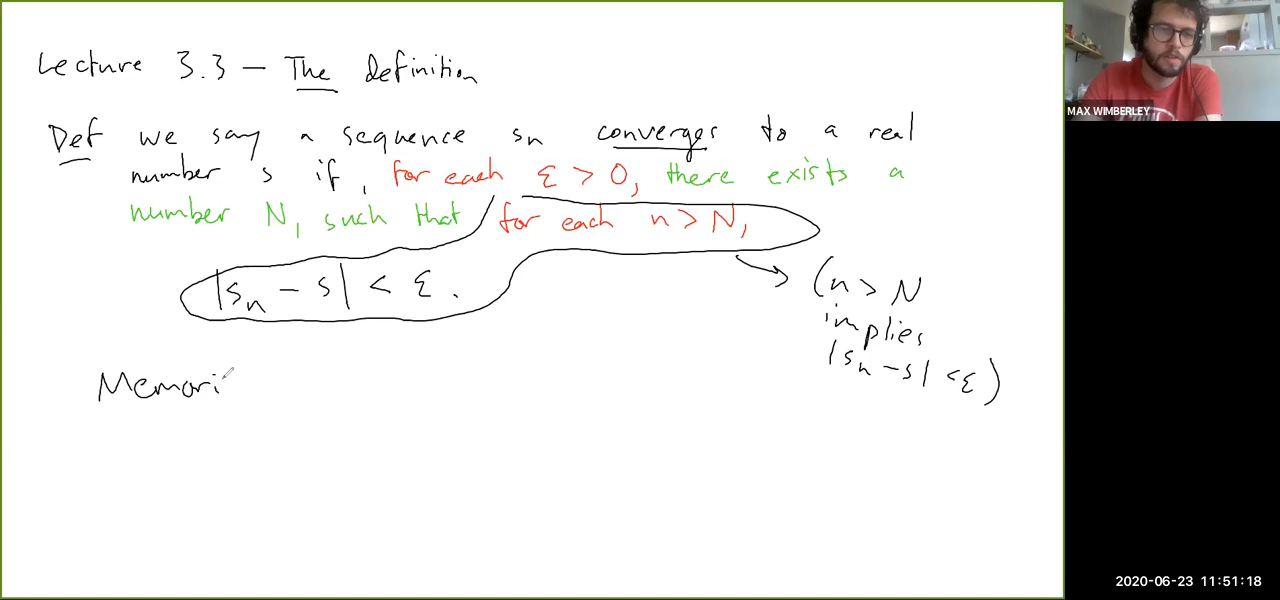 Lecture 3.3 – The definition
Def we say a sequence sn converges to a real
number s if, for each ε > 0, there exists a
number N, such that for each n > N,
|sn – s| < ε.
(n > N
implies
|sn – s| < ε)
Memori
MAX WIMBERLEY
2020-06-23 11:51:18